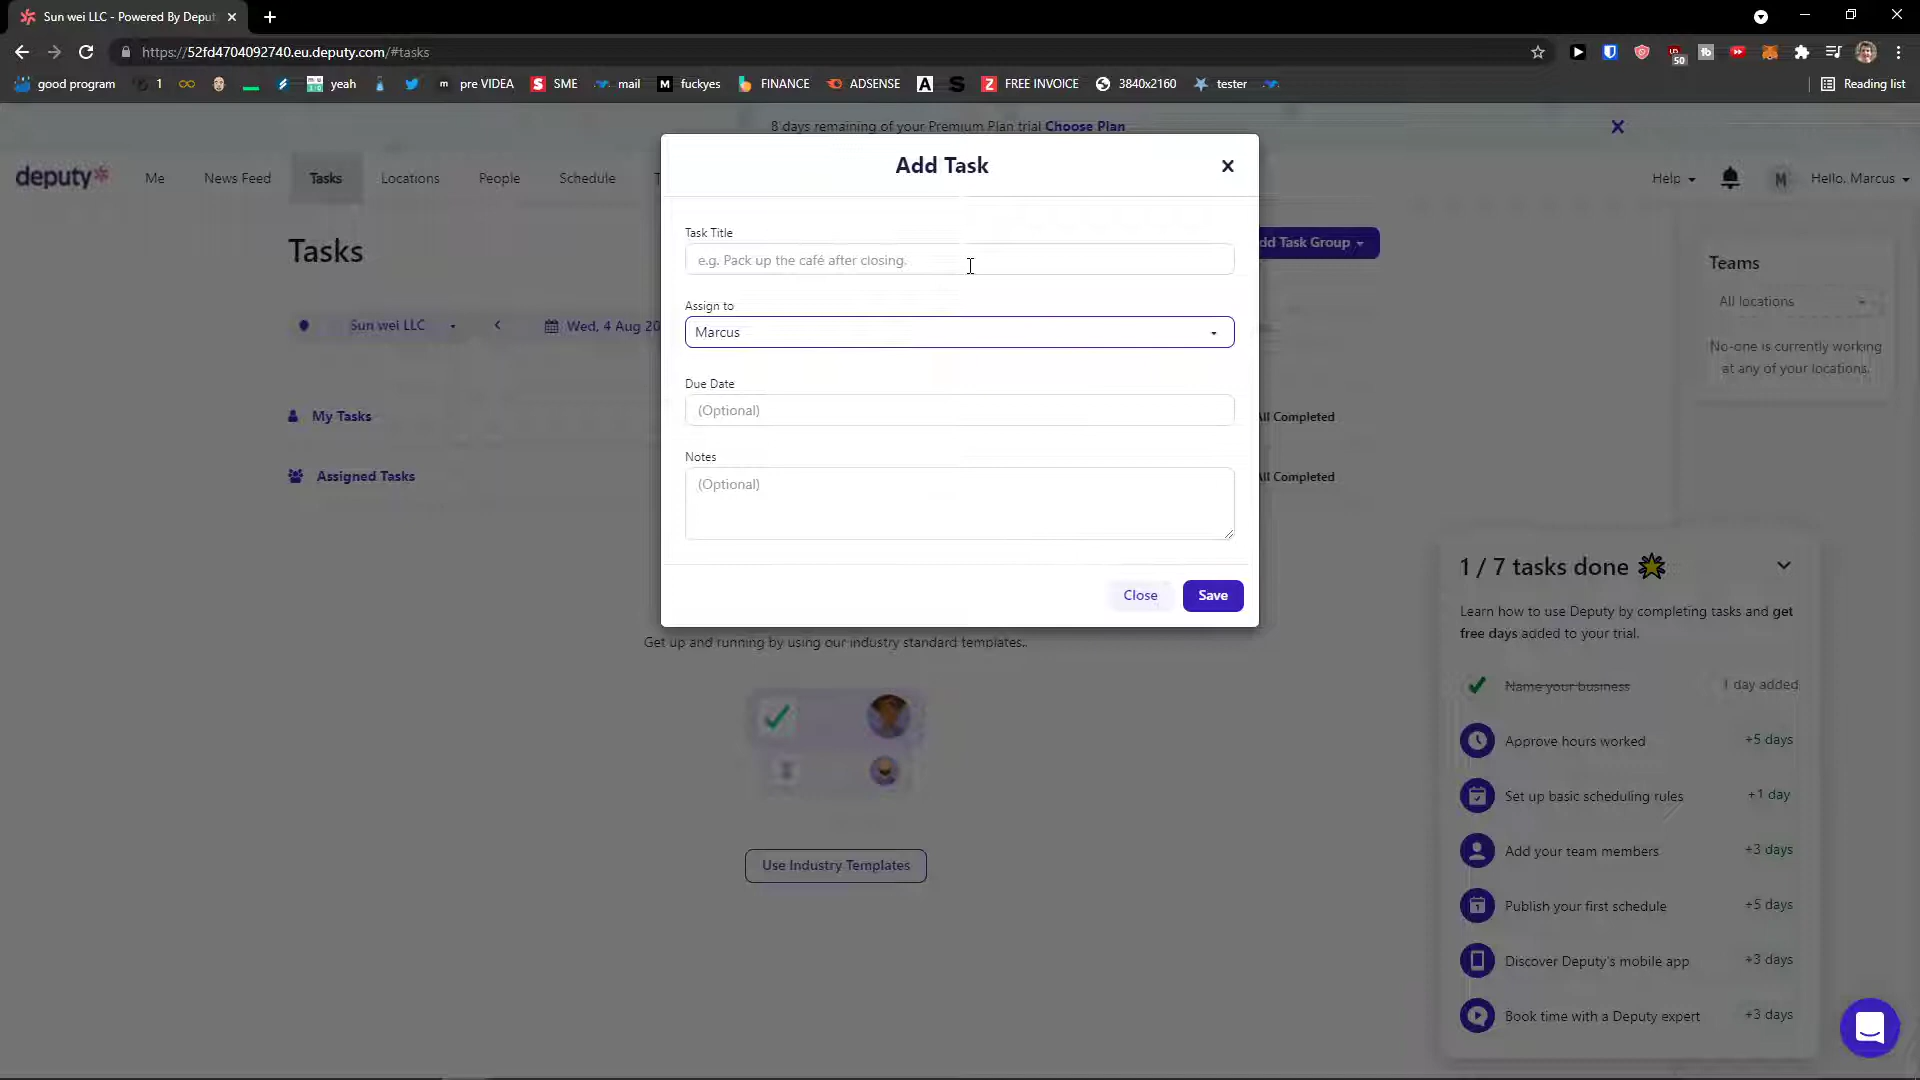 Sun wei LLC - Powered By Deput
https://52fd4704092740.eu.deputy.com/#tasks
50
good program
1
yeah
pre VIDEA
SME
mail
fuckyes
FINANCE
ADSENSE
FREE INVOICE
3840x2160
tester
Reading list
8 days remaining of your Premium Plan trial Choose Plan
deputy
Me
News Feed
Tasks
Locations
People
Schedule
T
Help
M
Hello, Marcus
Add Task
Task Title
e.g. Pack up the café after closing.
Assign to
Marcus
Due Date
(Optional)
Notes
(Optional)
Close
Save
Tasks
dd Task Group
Sun wei LLC
Wed, 4 Aug 20
My Tasks
All Completed
Assigned Tasks
All Completed
Get up and running by using our industry standard templates.
Use Industry Templates
Teams
All locations
No-one is currently working
at any of your locations.
1 / 7 tasks done
Learn how to use Deputy by completing tasks and get
free days added to your trial.
Name your business
1 day added
Approve hours worked
+5 days
Set up basic scheduling rules
+1 day
Add your team members
+3 days
Publish your first schedule
+5 days
Discover Deputy's mobile app
+3 days
Book time with a Deputy expert
+3 days